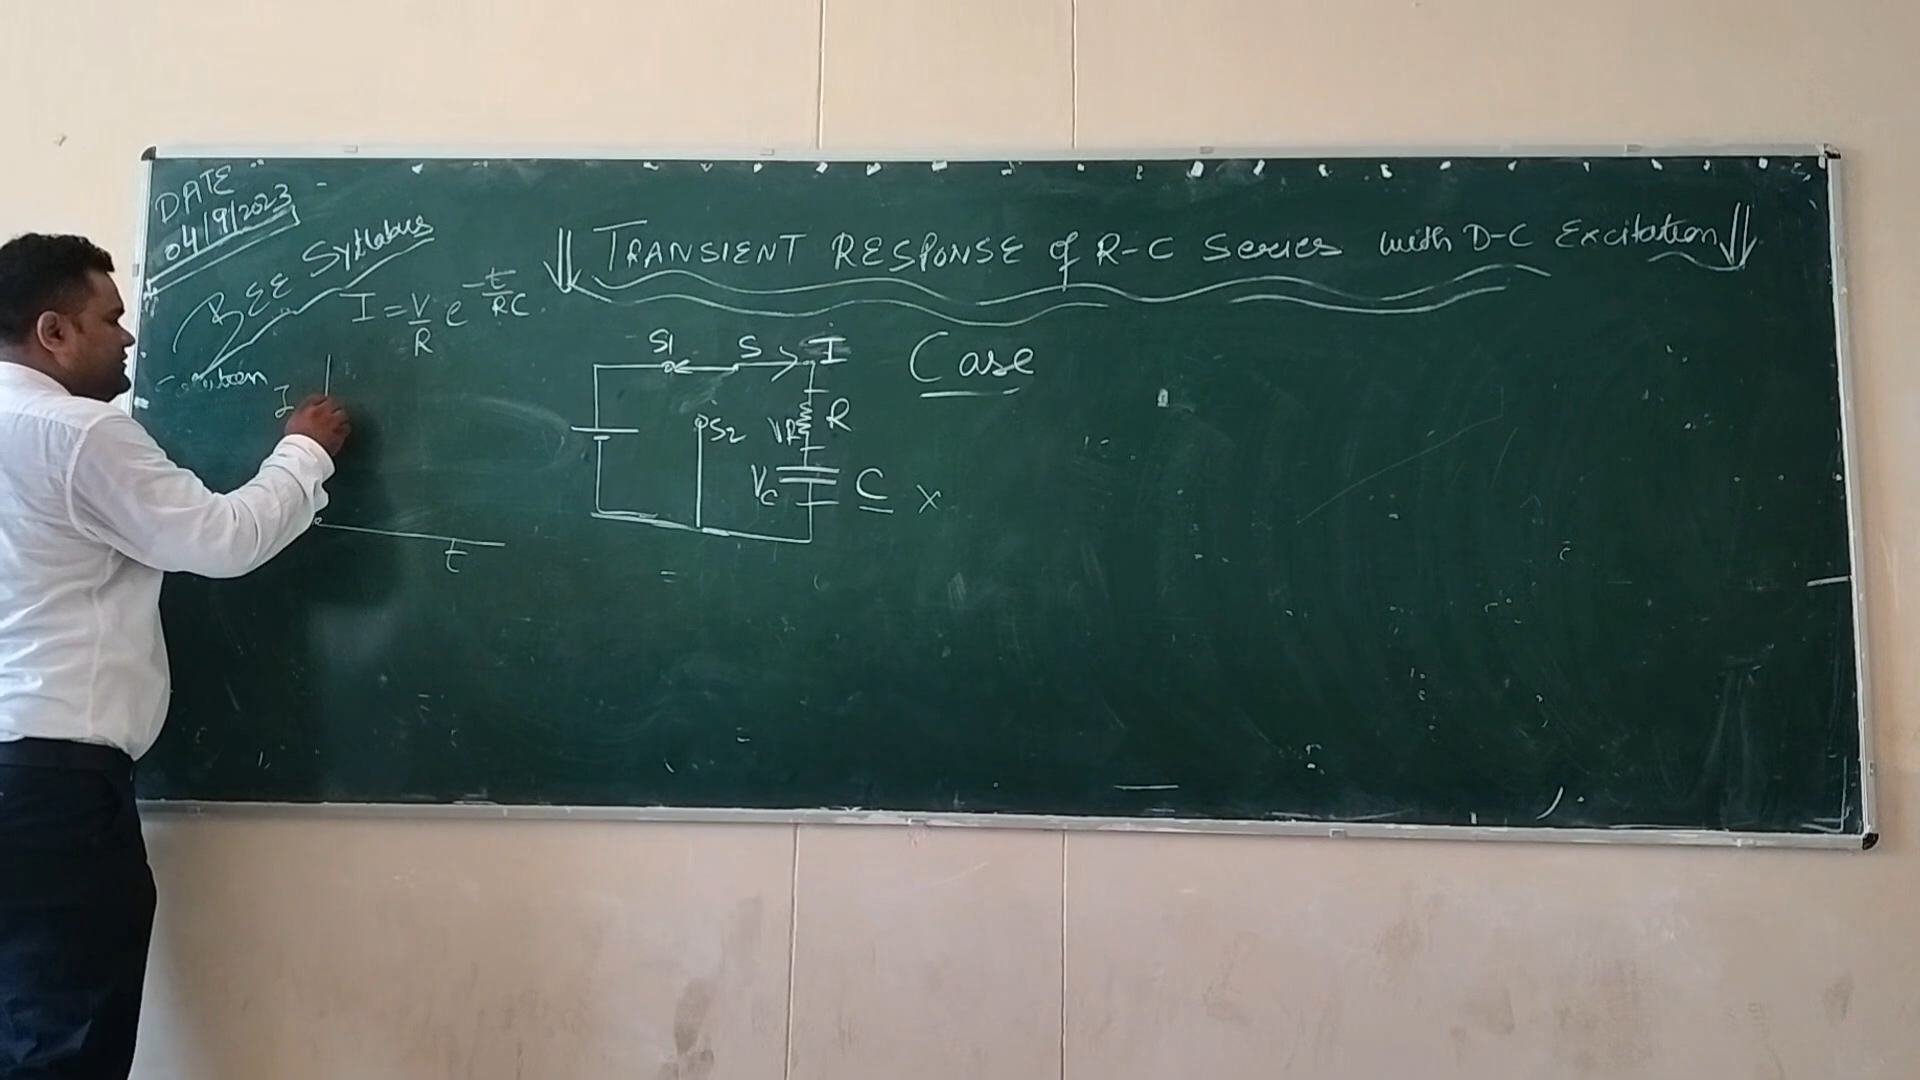 DATE
04/9/2023
BEE Syllabus
TRANSIENT RESPONSE of R-C Series with D-C Excitation
I = V/R e^-t/RC
I
t
S1
S
I
S2
VR
R
VC
C
x
Case